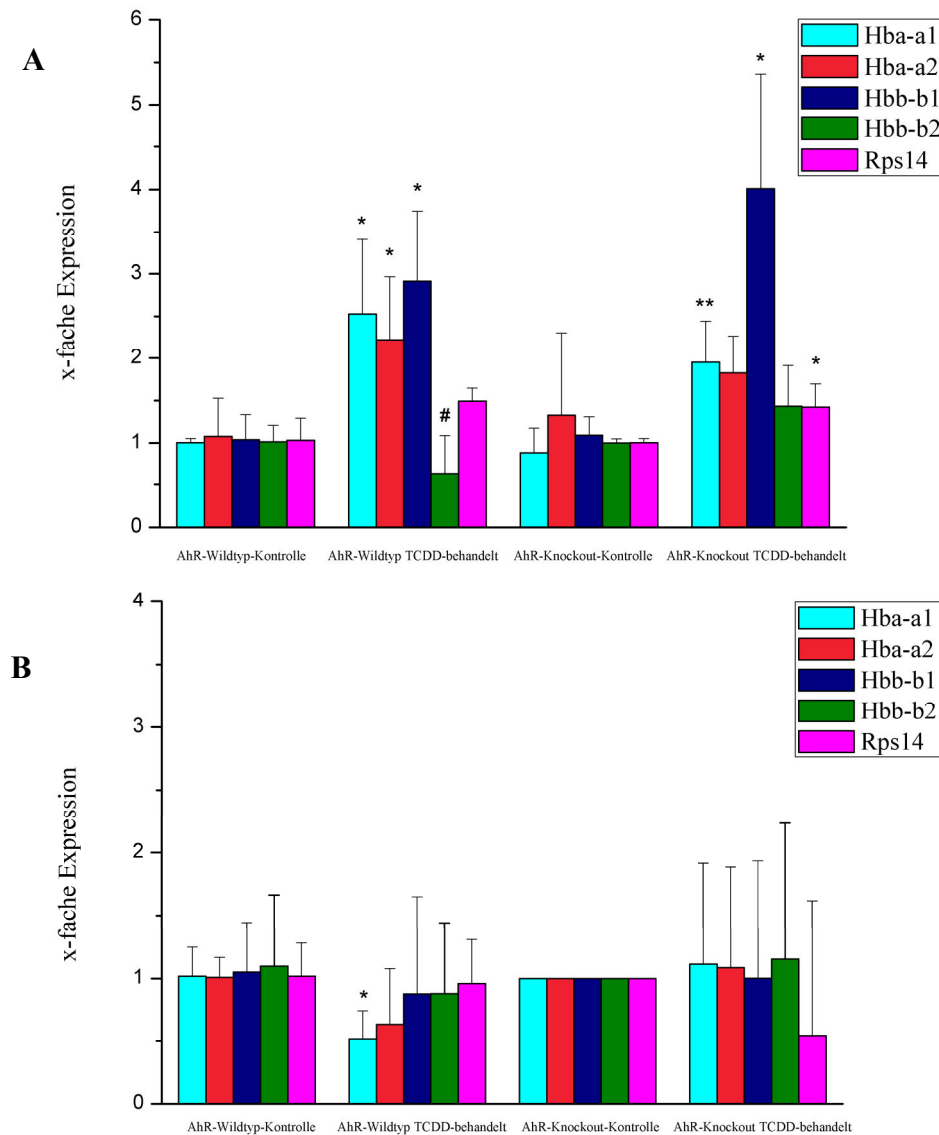 A
x-fache Expression
6
5
4
3
2
1
0
Hba-a1
Hba-a2
Hbb-b1
Hbb-b2
Rps14
*
*
*
#
**
*
*
AhR-Wildtyp-Kontrolle
AhR-Wildtyp TCDD-behandelt
AhR-Knockout-Kontrolle
AhR-Knockout TCDD-behandelt
B
x-fache Expression
4
3
2
1
0
Hba-a1
Hba-a2
Hbb-b1
Hbb-b2
Rps14
*
AhR-Wildtyp-Kontrolle
AhR-Wildtyp TCDD-behandelt
AhR-Knockout-Kontrolle
AhR-Knockout TCDD-behandelt